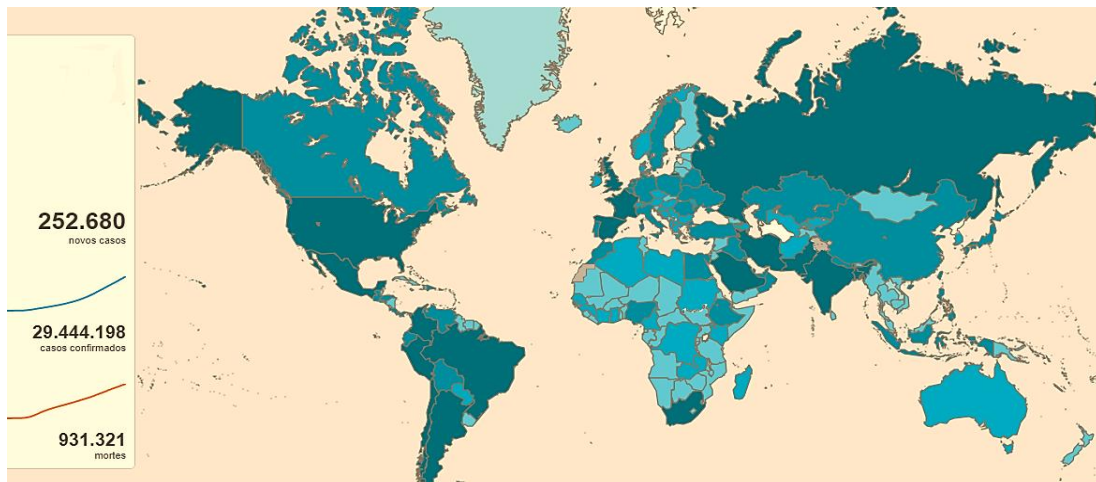 252.680
novos casos
29.444.198
casos confirmados
931.321
mortes